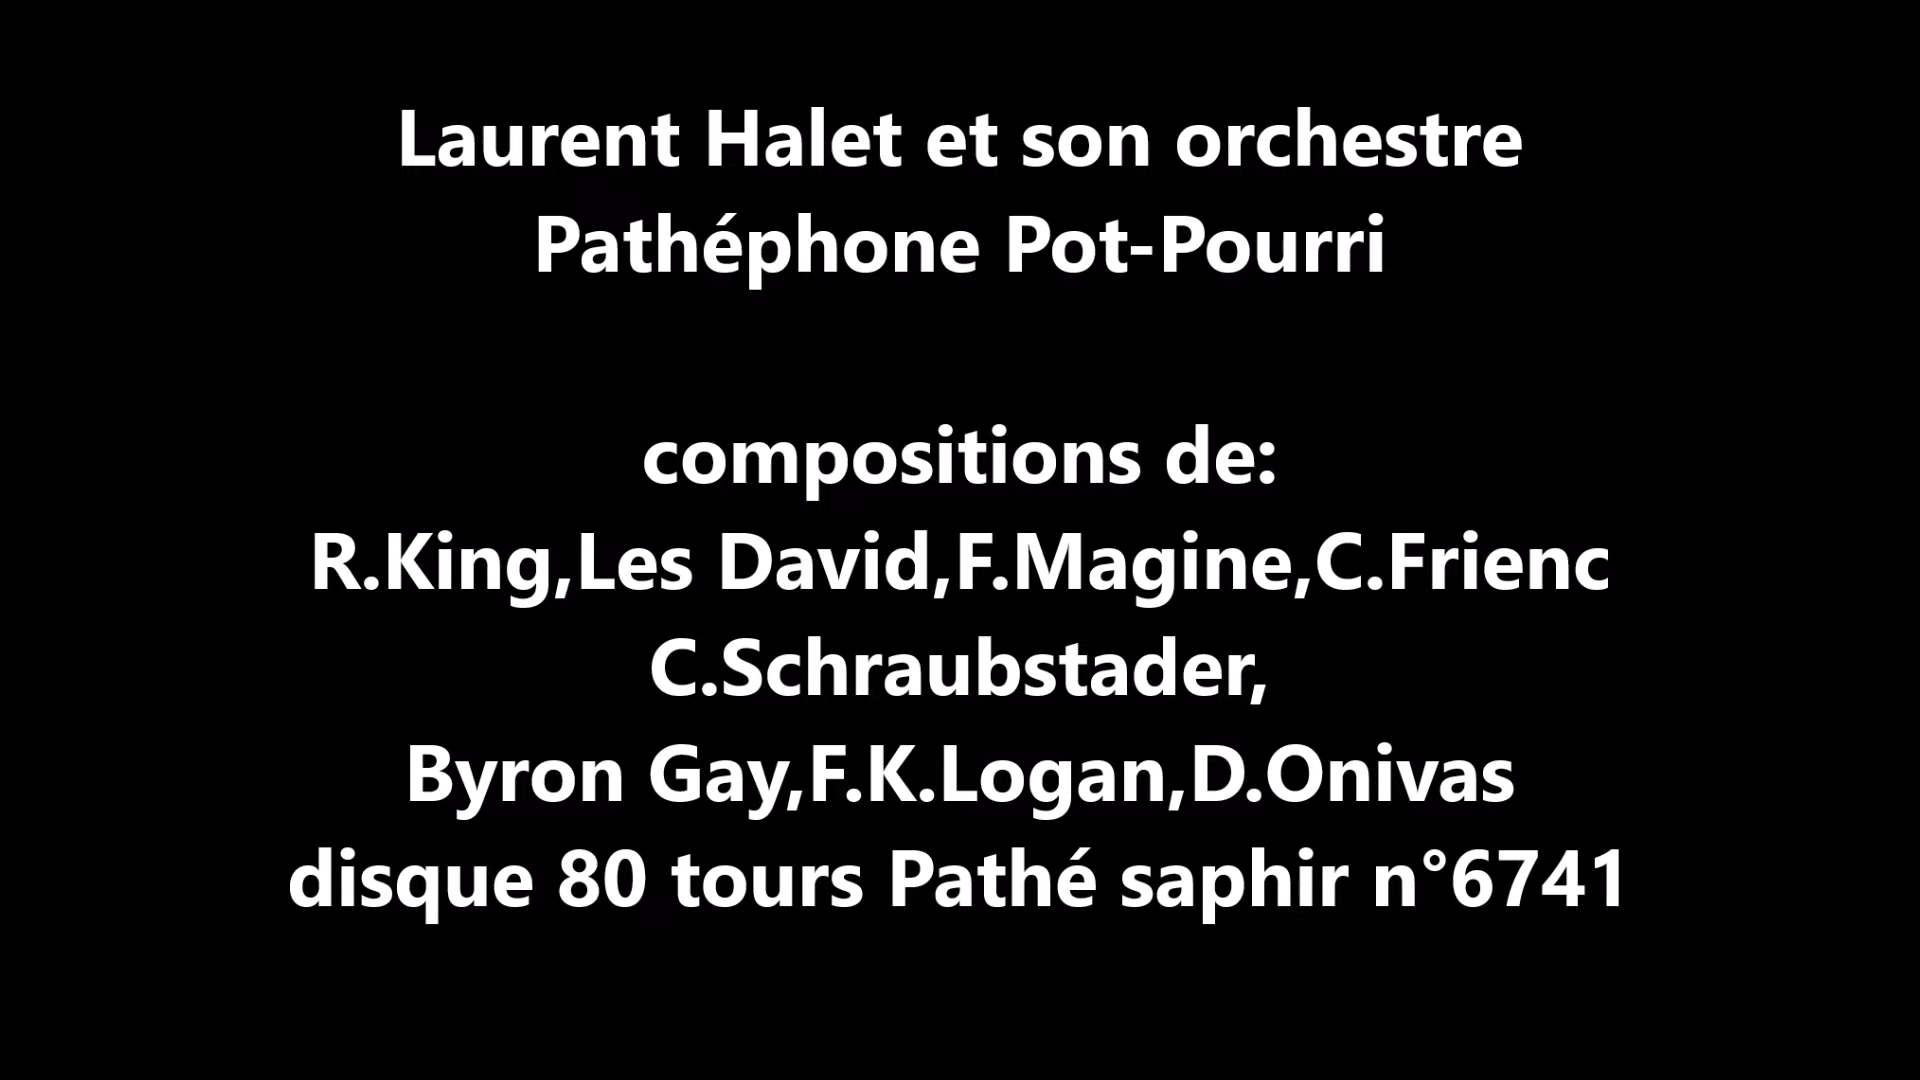 Laurent Halet et son orchestre
Pathéphone Pot-Pourri
compositions de:
R.King,Les David,F.Magine,C.Frienc
C.Schraubstader,
Byron Gay,F.K.Logan,D.Onivas
disque 80 tours Pathé saphir n°6741